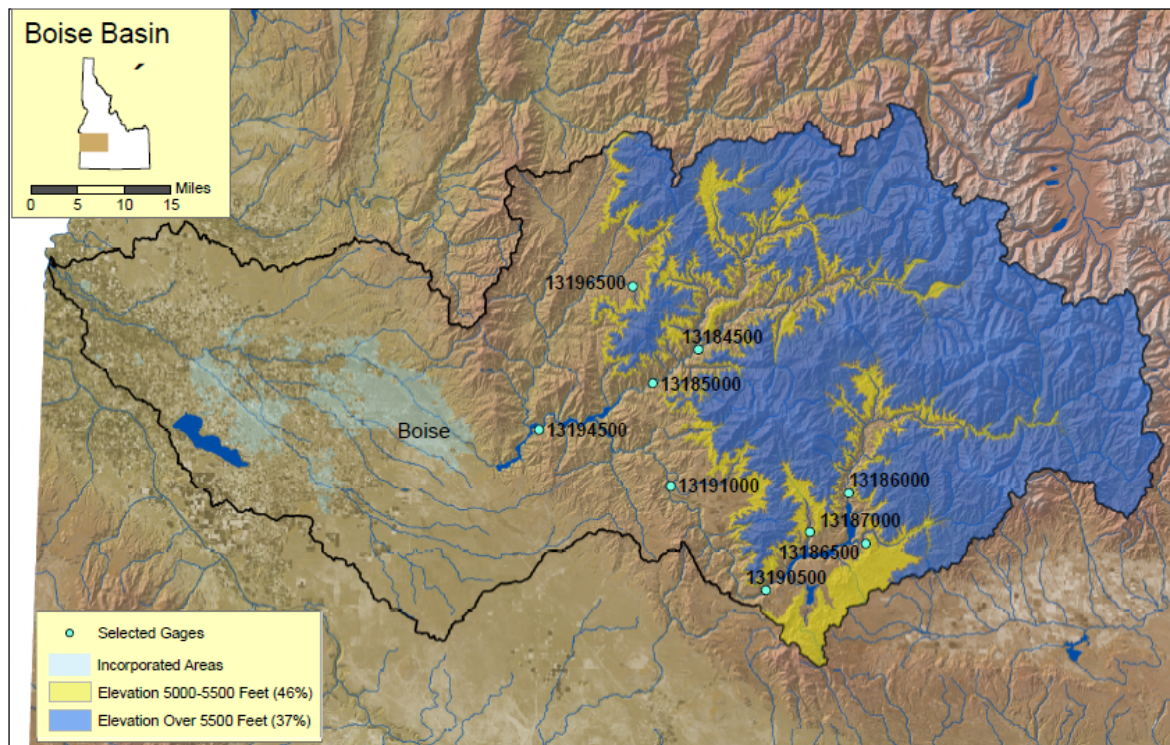 Boise Basin
Miles
0 5 10 15
13196500
13184500
13185000
Boise
13194500
13191000
13186000
13187000
13186500
13190500
Selected Gages
Incorporated Areas
Elevation 5000-5500 Feet (46%)
Elevation Over 5500 Feet (37%)